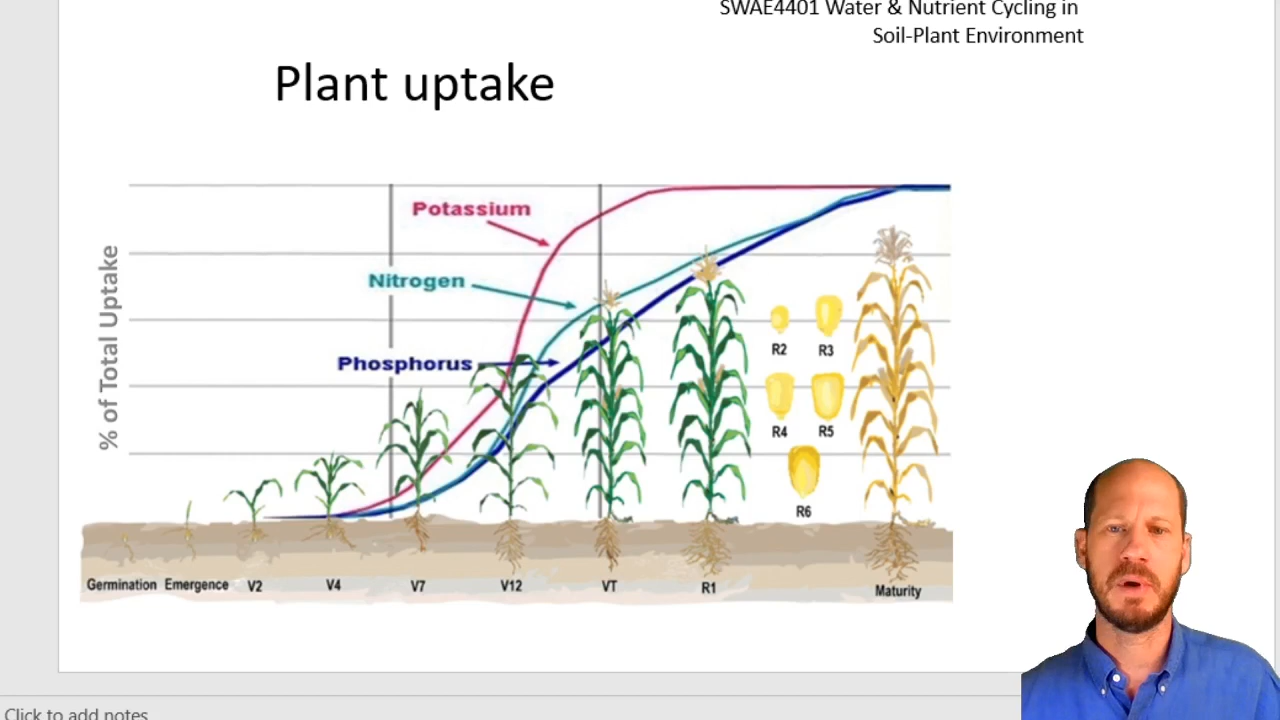 SWAE4401 Water & Nutrient Cycling in
Soil-Plant Environment
Plant uptake
% of Total Uptake
Potassium
Nitrogen
Phosphorus
R2
R3
R4
R5
R6
Germination
Emergence
V2
V4
V7
V12
VT
R1
Maturity
Click to add notes